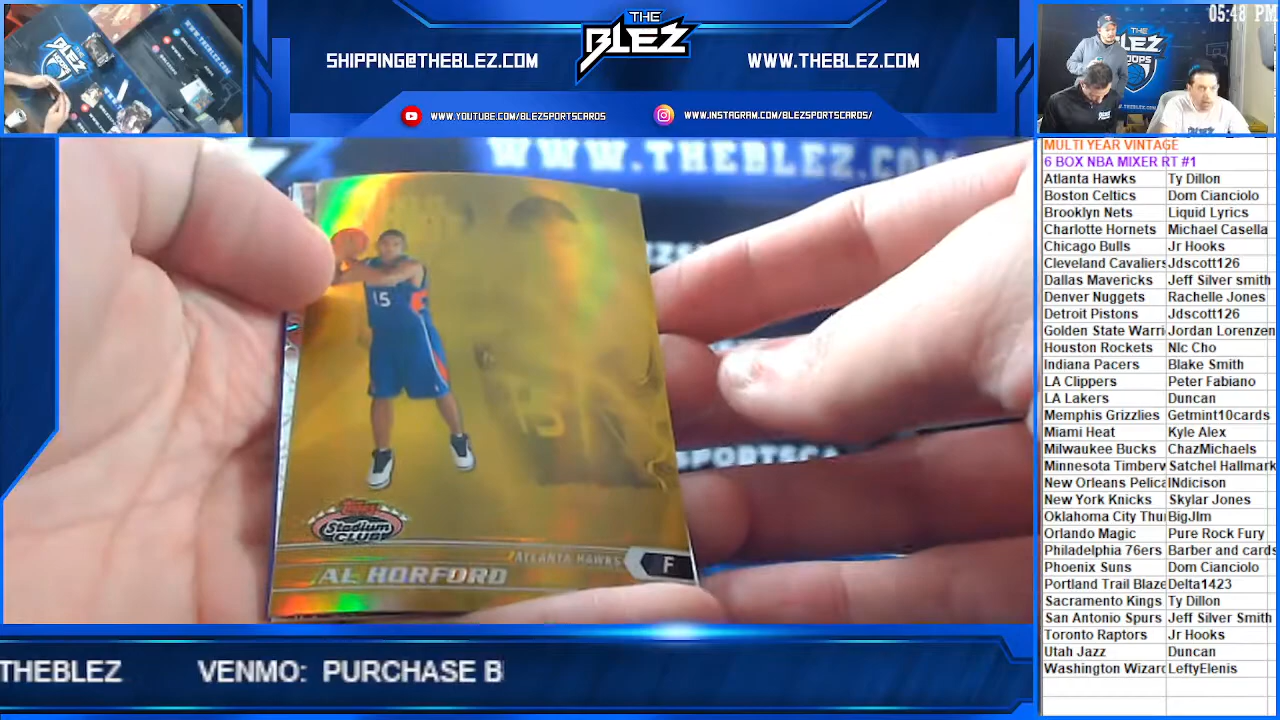 05:48 PM
THE
BLEZ
SHIPPING@THEBLEZ.COM
WWW.THEBLEZ.COM
WWW.YOUTUBE.COM/BLEZSPORTSCARDS
WWW.INSTAGRAM.COM/BLEZSPORTSCARDS/
WWW.THEBLEZ.CO
SPORTSCA
15
Topps
Stadium
CLUB
ATLANTA HAWKS
F
AL HORFORD
MULTI YEAR VINTAGE
6 BOX NBA MIXER RT #1
Atlanta Hawks Ty Dillon
Boston Celtics Dom Cianciolo
Brooklyn Nets Liquid Lyrics
Charlotte Hornets Michael Casella
Chicago Bulls Jr Hooks
Cleveland Cavaliers Jdscott126
Dallas Mavericks Jeff Silver smith
Denver Nuggets Rachelle Jones
Detroit Pistons Jdscott126
Golden State Warri Jordan Lorenzen
Houston Rockets NIc Cho
Indiana Pacers Blake Smith
LA Clippers Peter Fabiano
LA Lakers Duncan
Memphis Grizzlies Getmint10cards
Miami Heat Kyle Alex
Milwaukee Bucks ChazMichaels
Minnesota Timberw Satchel Hallmark
New Orleans Pelica INdicison
New York Knicks Skylar Jones
Oklahoma City Thu BigJIm
Orlando Magic Pure Rock Fury
Philadelphia 76ers Barber and cards
Phoenix Suns Dom Cianciolo
Portland Trail Blaze Delta1423
Sacramento Kings Ty Dillon
San Antonio Spurs Jeff Silver Smith
Toronto Raptors Jr Hooks
Utah Jazz Duncan
Washington Wizard LeftyElenis
THEBLEZ VENMO: PURCHASE B